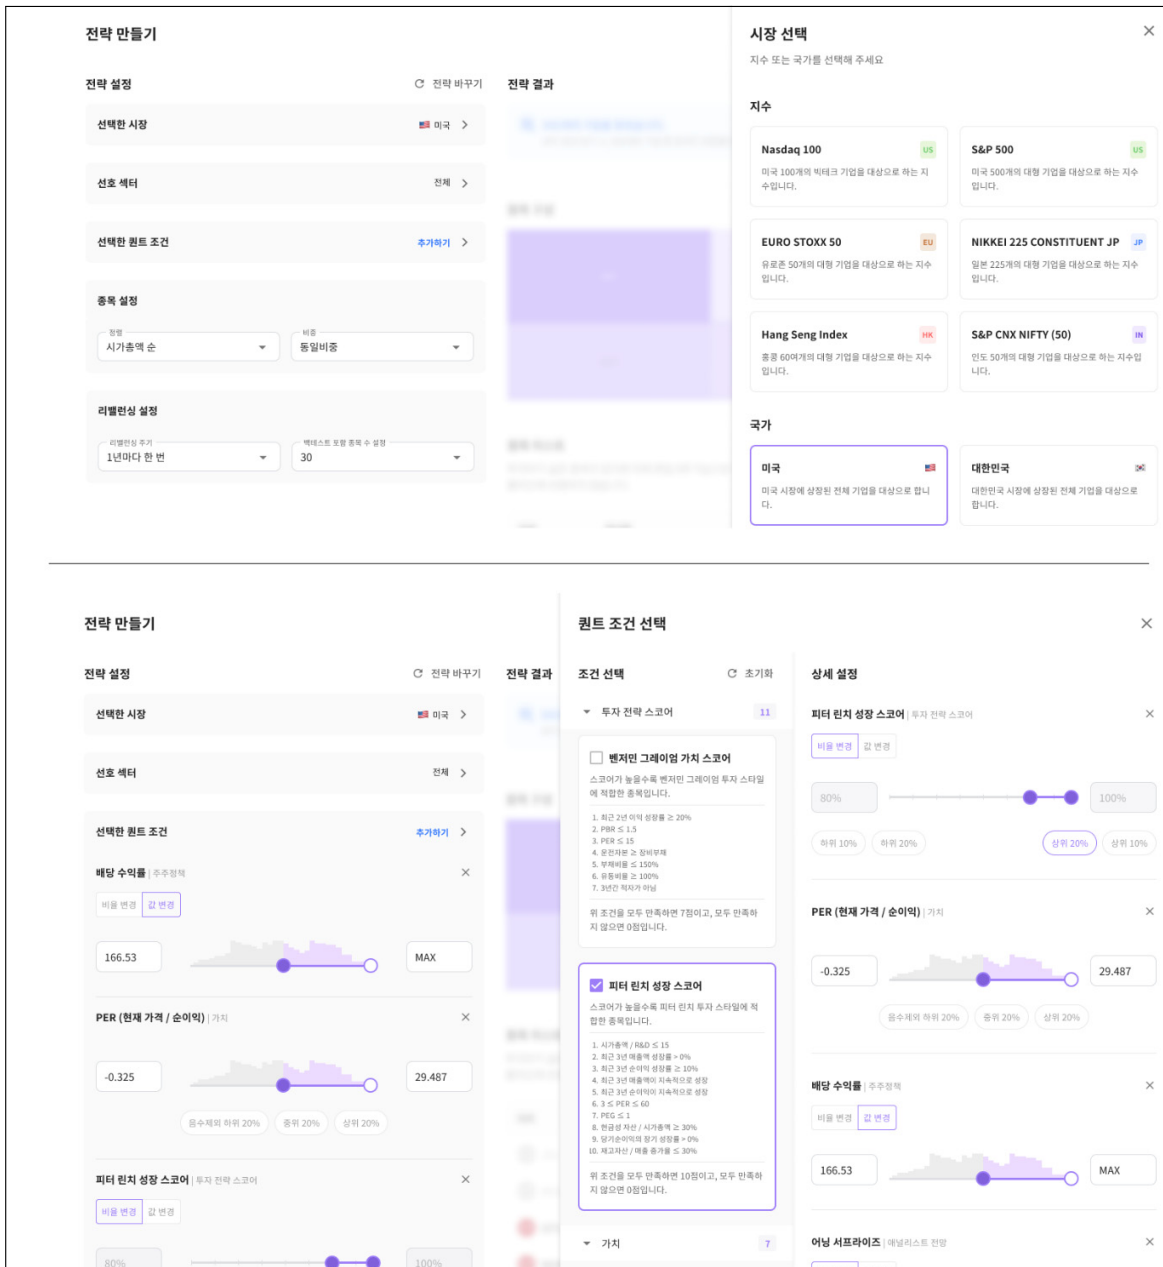 전략 만들기
전략 설정
전략 바꾸기
선택한 시장
미국
선호 섹터
전체
선택한 퀀트 조건
추가하기
종목 설정
정렬
시가총액 순
비중
동일비중
리밸런싱 설정
리밸런싱 주기
1년마다 한 번
백테스트 포함 종목 수 설정
30
전략 결과
시장 선택
지수 또는 국가를 선택해 주세요
지수
Nasdaq 100
US
미국 100개의 빅테크 기업을 대상으로 하는 지
수입니다.
S&P 500
US
미국 500개의 대형 기업을 대상으로 하는 지수
입니다.
EURO STOXX 50
EU
유로존 50개의 대형 기업을 대상으로 하는 지수
입니다.
NIKKEI 225 CONSTITUENT JP
JP
일본 225개의 대형 기업을 대상으로 하는 지수
입니다.
Hang Seng Index
HK
홍콩 60여개의 대형 기업을 대상으로 하는 지수
입니다.
S&P CNX NIFTY (50)
IN
인도 50개의 대형 기업을 대상으로 하는 지수입
니다.
국가
미국
미국 시장에 상장된 전체 기업을 대상으로 합니
다.
대한민국
대한민국 시장에 상장된 전체 기업을 대상으로
합니다.
전략 만들기
전략 설정
전략 바꾸기
선택한 시장
미국
선호 섹터
전체
선택한 퀀트 조건
추가하기
배당 수익률 | 주주정책
비율 변경
값 변경
166.53
MAX
PER (현재 가격 / 순이익) | 가치
-0.325
29.487
음수제외 하위 20%
중위 20%
상위 20%
피터 린치 성장 스코어 | 투자 전략 스코어
비율 변경
값 변경
80%
100%
전략 결과
퀀트 조건 선택
조건 선택
초기화
투자 전략 스코어
11
벤저민 그레이엄 가치 스코어
스코어가 높을수록 벤저민 그레이엄 투자 스타일
에 적합한 종목입니다.
1. 최근 2년 이익 성장률 ≥ 20%
2. PBR ≤ 1.5
3. PER ≤ 15
4. 운전자본 ≥ 장비부채
5. 부채비율 ≤ 150%
6. 유동비율 ≥ 100%
7. 3년간 적자가 아님
위 조건을 모두 만족하면 7점이고, 모두 만족하
지 않으면 0점입니다.
피터 린치 성장 스코어
스코어가 높을수록 피터 린치 투자 스타일에 적
합한 종목입니다.
1. 시가총액 / R&D ≤ 15
2. 최근 3년 매출액 성장률 > 0%
3. 최근 3년 순이익 성장률 ≥ 10%
4. 최근 3년 매출액이 지속적으로 성장
5. 최근 3년 순이익이 지속적으로 성장
6. 3 ≤ PER ≤ 60
7. PEG ≤ 1
8. 현금성 자산 / 시가총액 ≥ 30%
9. 당기순이익의 장기 성장률 > 0%
10. 재고자산 / 매출 증가율 ≤ 30%
위 조건을 모두 만족하면 10점이고, 모두 만족하
지 않으면 0점입니다.
가치
7
상세 설정
피터 린치 성장 스코어 | 투자 전략 스코어
비율 변경
값 변경
80%
100%
하위 10%
하위 20%
상위 20%
상위 10%
PER (현재 가격 / 순이익) | 가치
-0.325
29.487
음수제외 하위 20%
중위 20%
상위 20%
배당 수익률 | 주주정책
비율 변경
값 변경
166.53
MAX
어닝 서프라이즈 | 애널리스트 전망